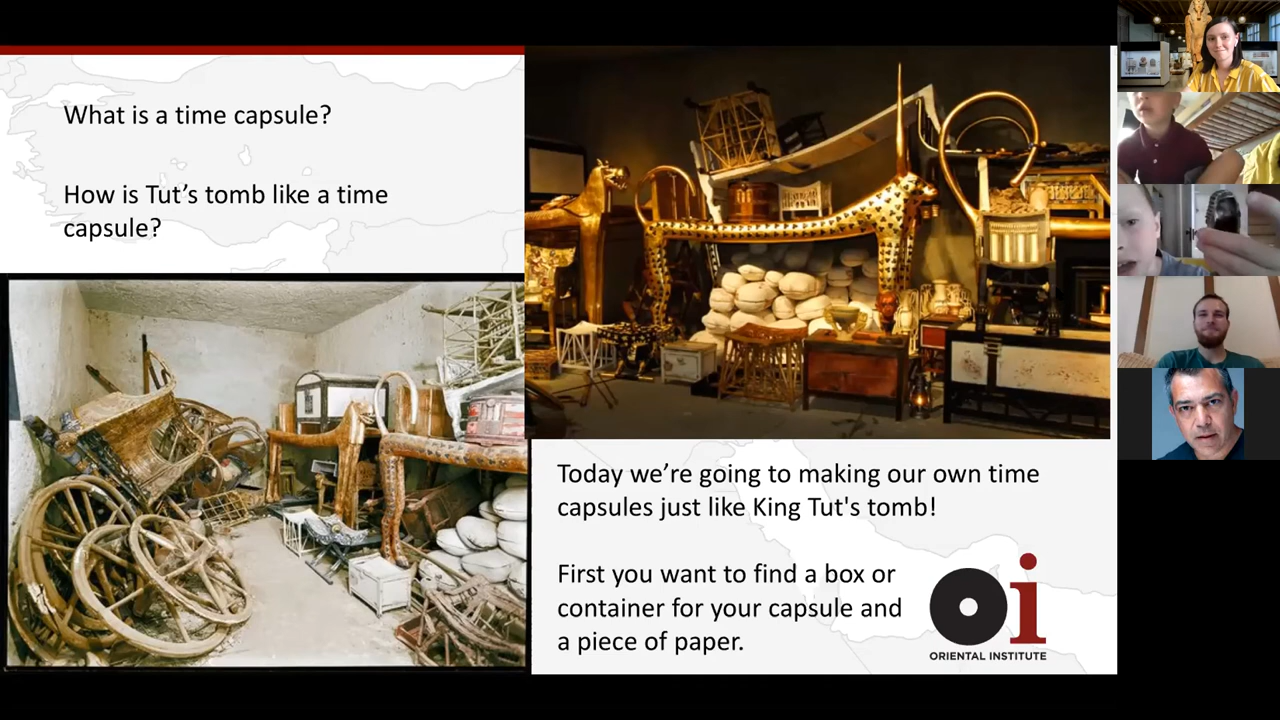 What is a time capsule?
How is Tut’s tomb like a time
capsule?
Today we’re going to making our own time
capsules just like King Tut's tomb!
First you want to find a box or
container for your capsule and
a piece of paper.
oi
ORIENTAL INSTITUTE